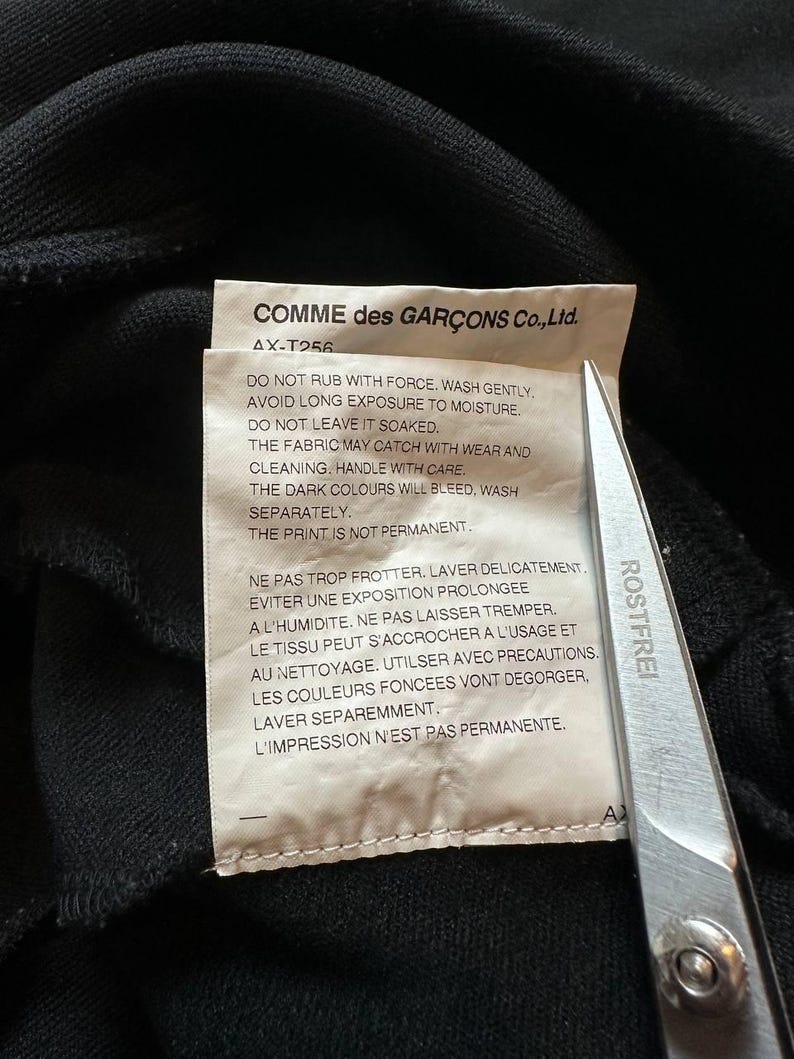 COMME des GARÇONS Co.,Ltd.
AX-T256
DO NOT RUB WITH FORCE. WASH GENTLY.
AVOID LONG EXPOSURE TO MOISTURE.
DO NOT LEAVE IT SOAKED.
THE FABRIC MAY CATCH WITH WEAR AND
CLEANING. HANDLE WITH CARE.
THE DARK COLOURS WILL BLEED. WASH
SEPARATELY.
THE PRINT IS NOT PERMANENT.
NE PAS TROP FROTTER. LAVER DELICATEMENT.
EVITER UNE EXPOSITION PROLONGEE
A L'HUMIDITE. NE PAS LAISSER TREMPER.
LE TISSU PEUT S'ACCROCHER A L'USAGE ET
AU NETTOYAGE. UTILSER AVEC PRECAUTIONS.
LES COULEURS FONCEES VONT DEGORGER,
LAVER SEPAREMMENT.
L'IMPRESSION N'EST PAS PERMANENTE.
— AX
ROSTFREI